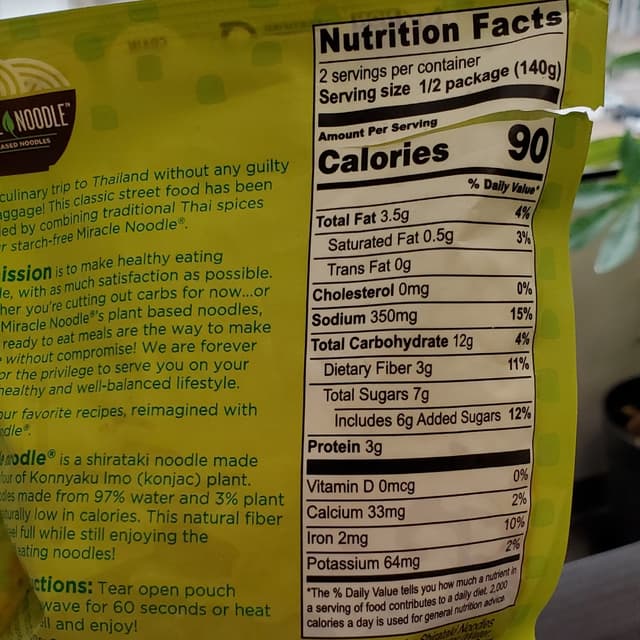 NOODLE™
ASED NOODLES
culinary trip to Thailand without any guilty
aggage! This classic street food has been
ed by combining traditional Thai spices
r starch-free Miracle Noodle®.
ission is to make healthy eating
le, with as much satisfaction as possible.
her you're cutting out carbs for now...or
Miracle Noodle®'s plant based noodles,
ready to eat meals are the way to make
without compromise! We are forever
or the privilege to serve you on your
healthy and well-balanced lifestyle.
our favorite recipes, reimagined with
dle®.
noodle® is a shirataki noodle made
flour of Konnyaku Imo (konjac) plant.
dles made from 97% water and 3% plant
aturally low in calories. This natural fiber
el full while still enjoying the
eating noodles!
ctions: Tear open pouch
wave for 60 seconds or heat
ll and enjoy!
Nutrition Facts
2 servings per container
Serving size 1/2 package (140g)
Amount Per Serving
Calories 90
% Daily Value*
Total Fat 3.5g 4%
Saturated Fat 0.5g 3%
Trans Fat 0g
Cholesterol 0mg 0%
Sodium 350mg 15%
Total Carbohydrate 12g 4%
Dietary Fiber 3g 11%
Total Sugars 7g
Includes 6g Added Sugars 12%
Protein 3g
Vitamin D 0mcg 0%
Calcium 33mg 2%
Iron 2mg 10%
Potassium 64mg 2%
*The % Daily Value tells you how much a nutrient in
a serving of food contributes to a daily diet. 2,000
calories a day is used for general nutrition advice.
Shirataki Noodles